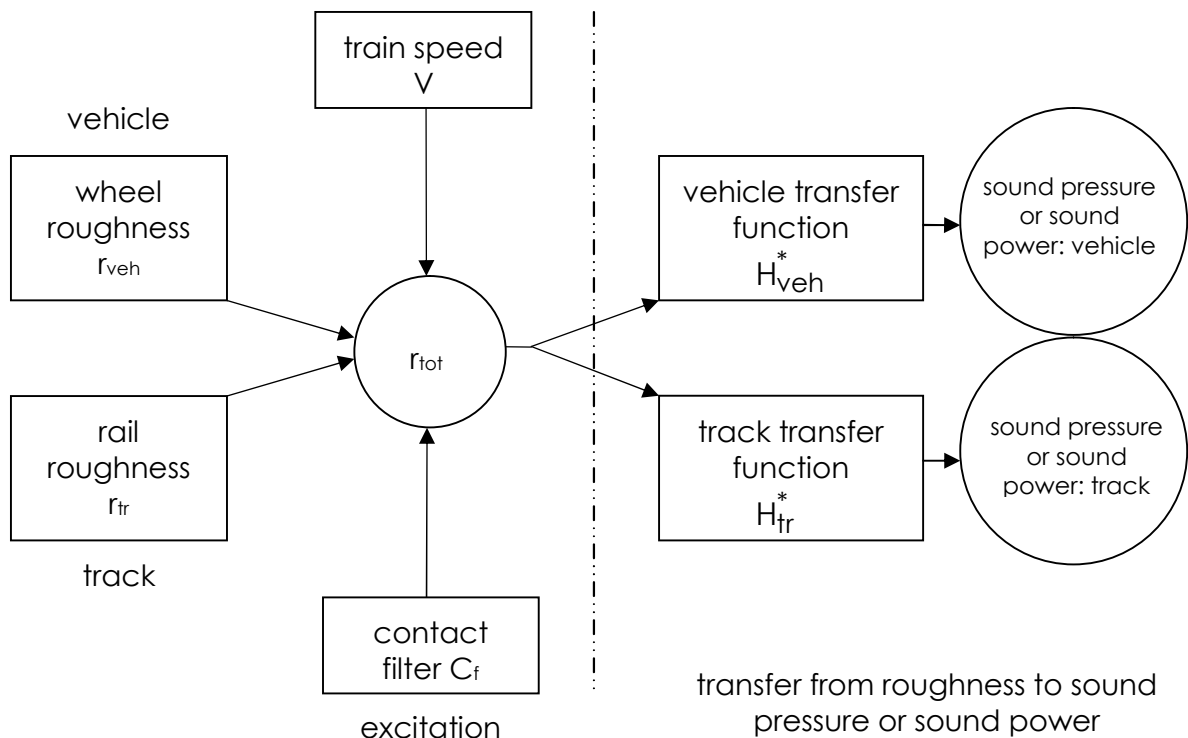 train speed
V
vehicle
wheel
roughness
rveh
vehicle transfer
function
H*veh
sound pressure
or sound
power: vehicle
rtot
rail
roughness
rtr
track
track transfer
function
H*tr
sound pressure
or sound
power: track
contact
filter Cf
excitation
transfer from roughness to sound
pressure or sound power